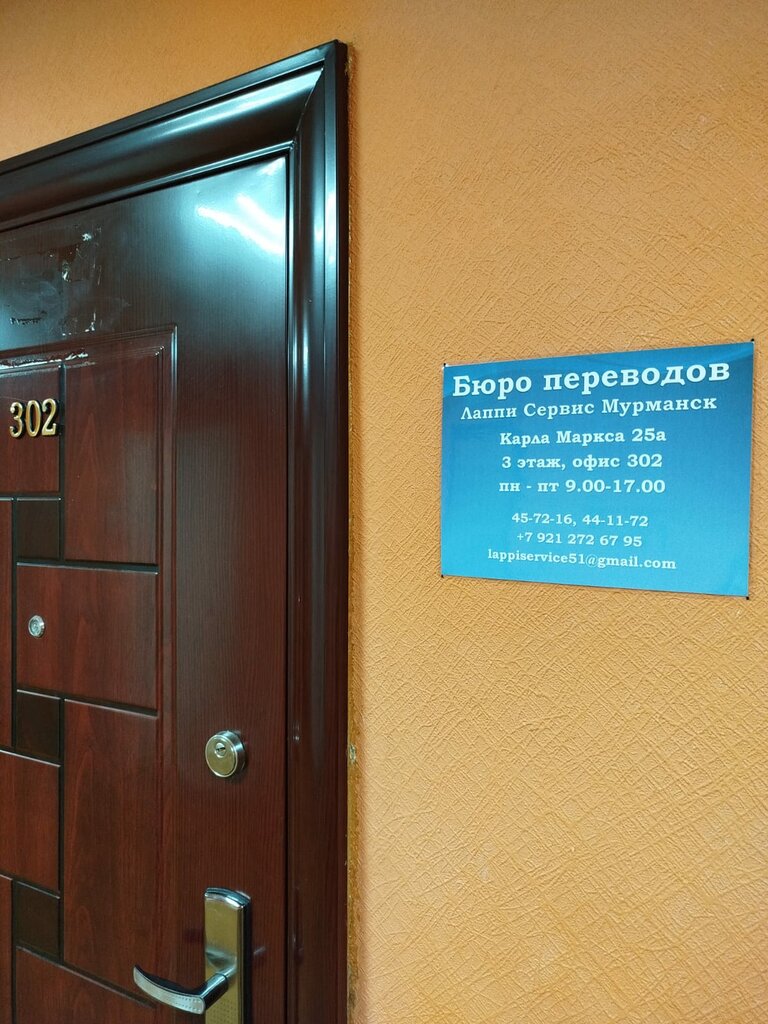 302
Бюро переводов
Лаппи Сервис Мурманск
Карла Маркса 25а
3 этаж, офис 302
пн - пт 9.00-17.00
45-72-16, 44-11-72
+7 921 272 67 95
lappiservice51@gmail.com